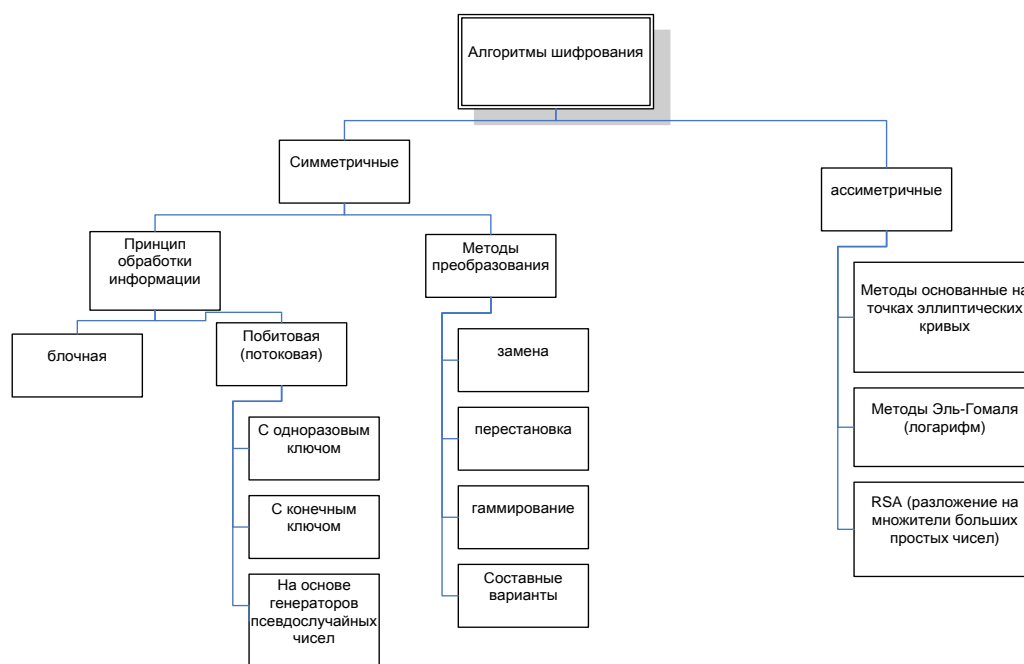 Алгоритмы шифрования
Симметричные
ассиметричные
Принцип
обработки
информации
Методы
преобразования
блочная
Побитовая
(потоковая)
С одноразовым
ключом
С конечным
ключом
На основе
генераторов
псевдослучайных
чисел
замена
перестановка
гаммирование
Составные
варианты
Методы основанные на
точках эллиптических
кривых
Методы Эль-Гомаля
(логарифм)
RSA (разложение на
множители больших
простых чисел)